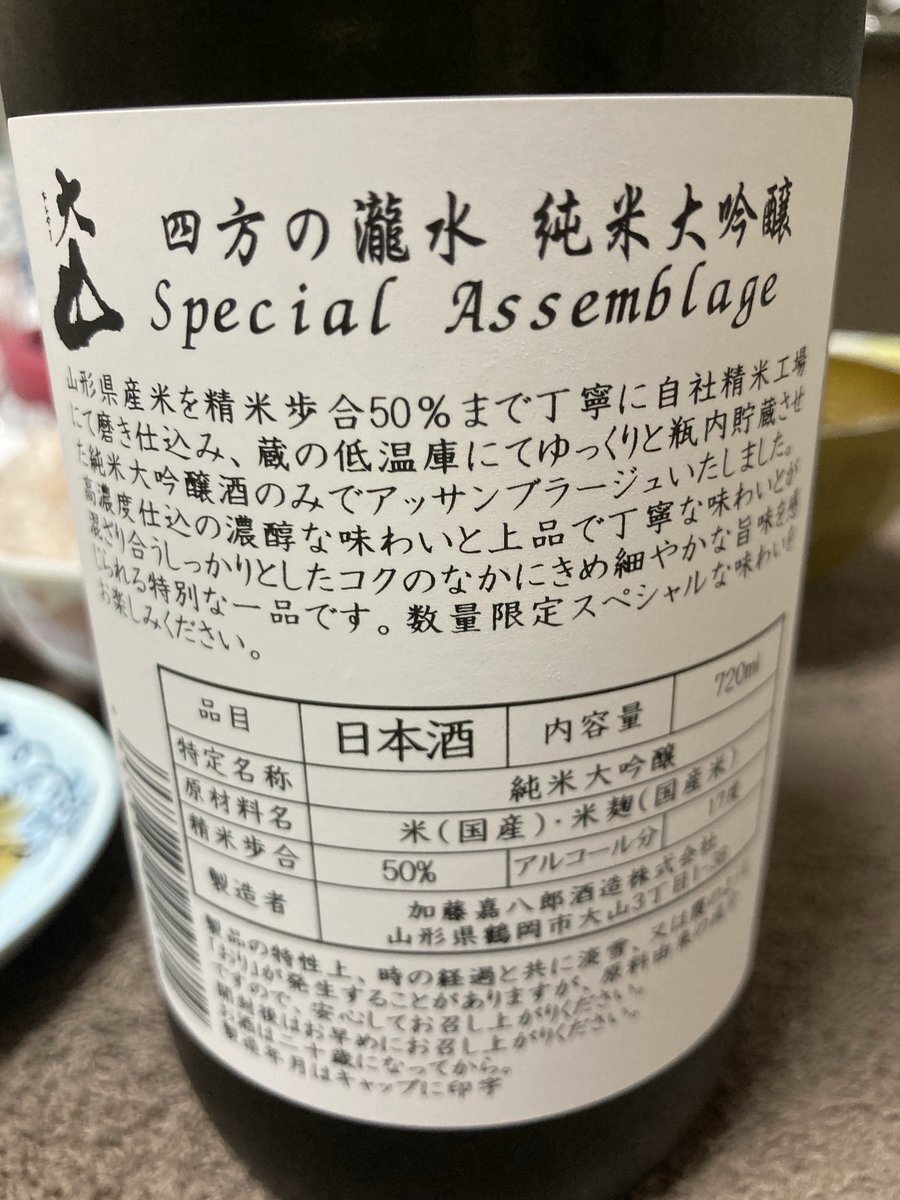 大山
四方の瀧水 純米大吟醸
Special Assemblage
山形県産米を精米歩合50%まで丁寧に自社精米工場
にて磨き仕込み、蔵の低温庫にてゆっくりと瓶内貯蔵させ
た純米大吟醸酒のみでアッサンブラージュいたしました。
高濃度仕込の濃醇な味わいと上品で丁寧な味わいとが
混ざり合うしっかりとしたコクのなかにきめ細やかな旨味を感
じられる特別な一品です。数量限定スペシャルな味わいを
お楽しみください。
品目 日本酒 内容量 720ml
特定名称 純米大吟醸
原材料名 米(国産)・米麹(国産米)
精米歩合 50% アルコール分 17度
製造者 加藤嘉八郎酒造株式会社
山形県鶴岡市大山3丁目1-38
製品の特性上、時の経過と共に沈雪、又は
「おり」が発生することがありますが、原料由来の
ですので、安心してお召し上がりください。
開封後はお早めにお召し上がりください。
お酒は二十歳になってから。
製造年月はキャップに印字